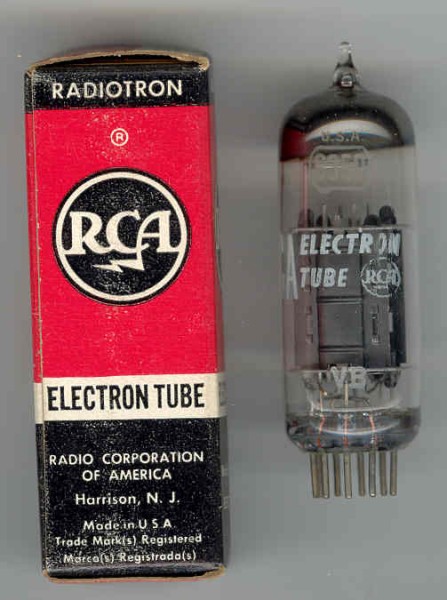 RADIOTRON
®
RCA
ELECTRON TUBE
RADIO CORPORATION
OF AMERICA
Harrison, N. J.
Made in U S A
Trade Mark(s) Registered
Marca(s) Registrada(s)
U.S.A
ELECTRON
TUBE
RCA
VB